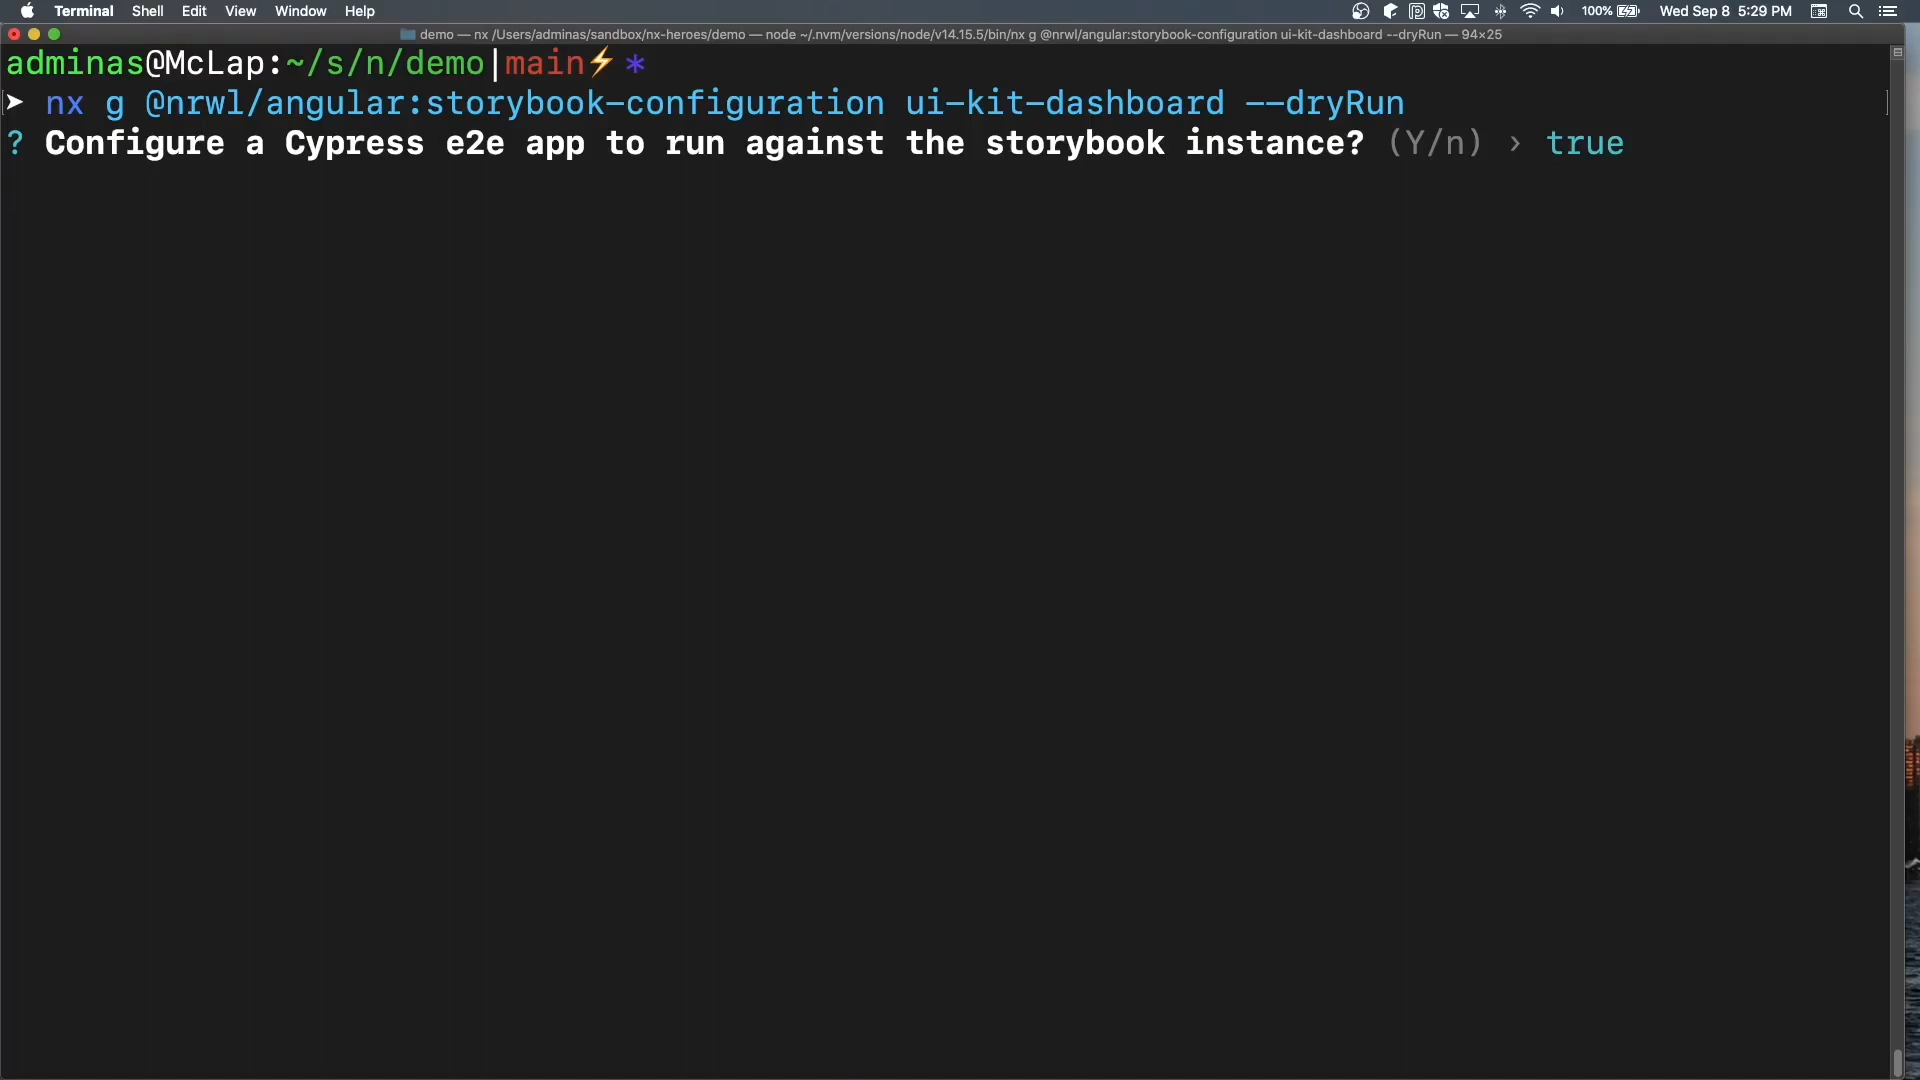 Terminal Shell Edit View Window Help 100% Wed Sep 8 5:29 PM
demo — nx /Users/adminas/sandbox/nx-heroes/demo — node ~/.nvm/versions/node/v14.15.5/bin/nx g @nrwl/angular:storybook-configuration ui-kit-dashboard --dryRun — 94×25
adminas@McLap:~/s/n/demo|main⚡ *
➤ nx g @nrwl/angular:storybook-configuration ui-kit-dashboard --dryRun
? Configure a Cypress e2e app to run against the storybook instance? (Y/n) › true